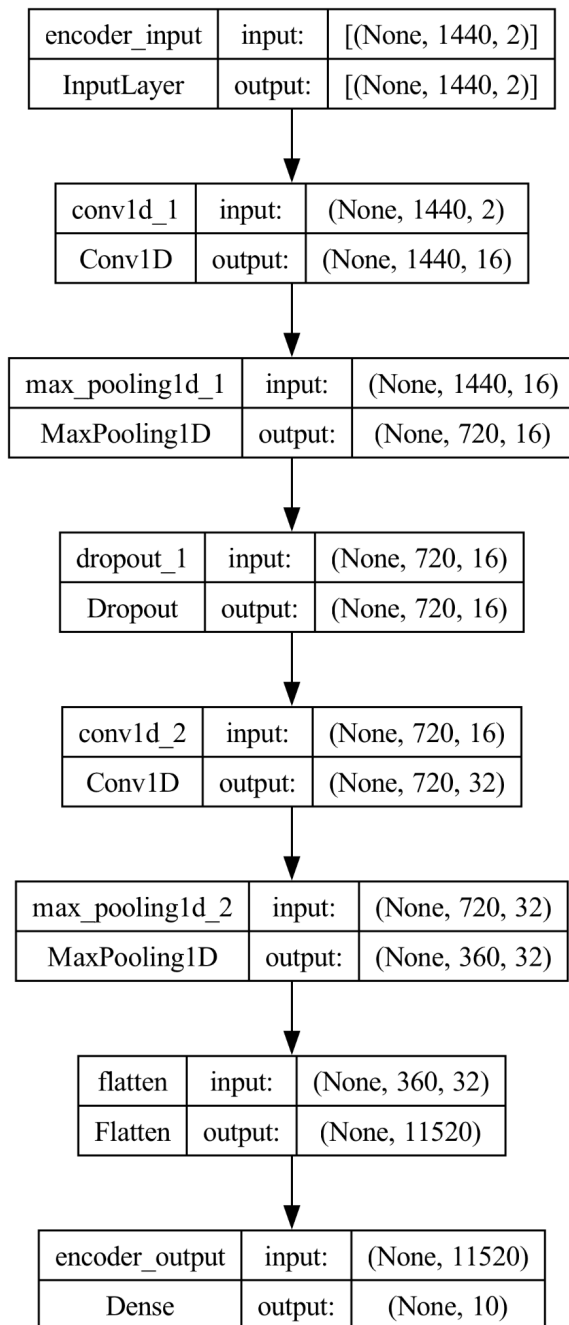 encoder_input input: [(None, 1440, 2)]
InputLayer output: [(None, 1440, 2)]
conv1d_1 input: (None, 1440, 2)
Conv1D output: (None, 1440, 16)
max_pooling1d_1 input: (None, 1440, 16)
MaxPooling1D output: (None, 720, 16)
dropout_1 input: (None, 720, 16)
Dropout output: (None, 720, 16)
conv1d_2 input: (None, 720, 16)
Conv1D output: (None, 720, 32)
max_pooling1d_2 input: (None, 720, 32)
MaxPooling1D output: (None, 360, 32)
flatten input: (None, 360, 32)
Flatten output: (None, 11520)
encoder_output input: (None, 11520)
Dense output: (None, 10)